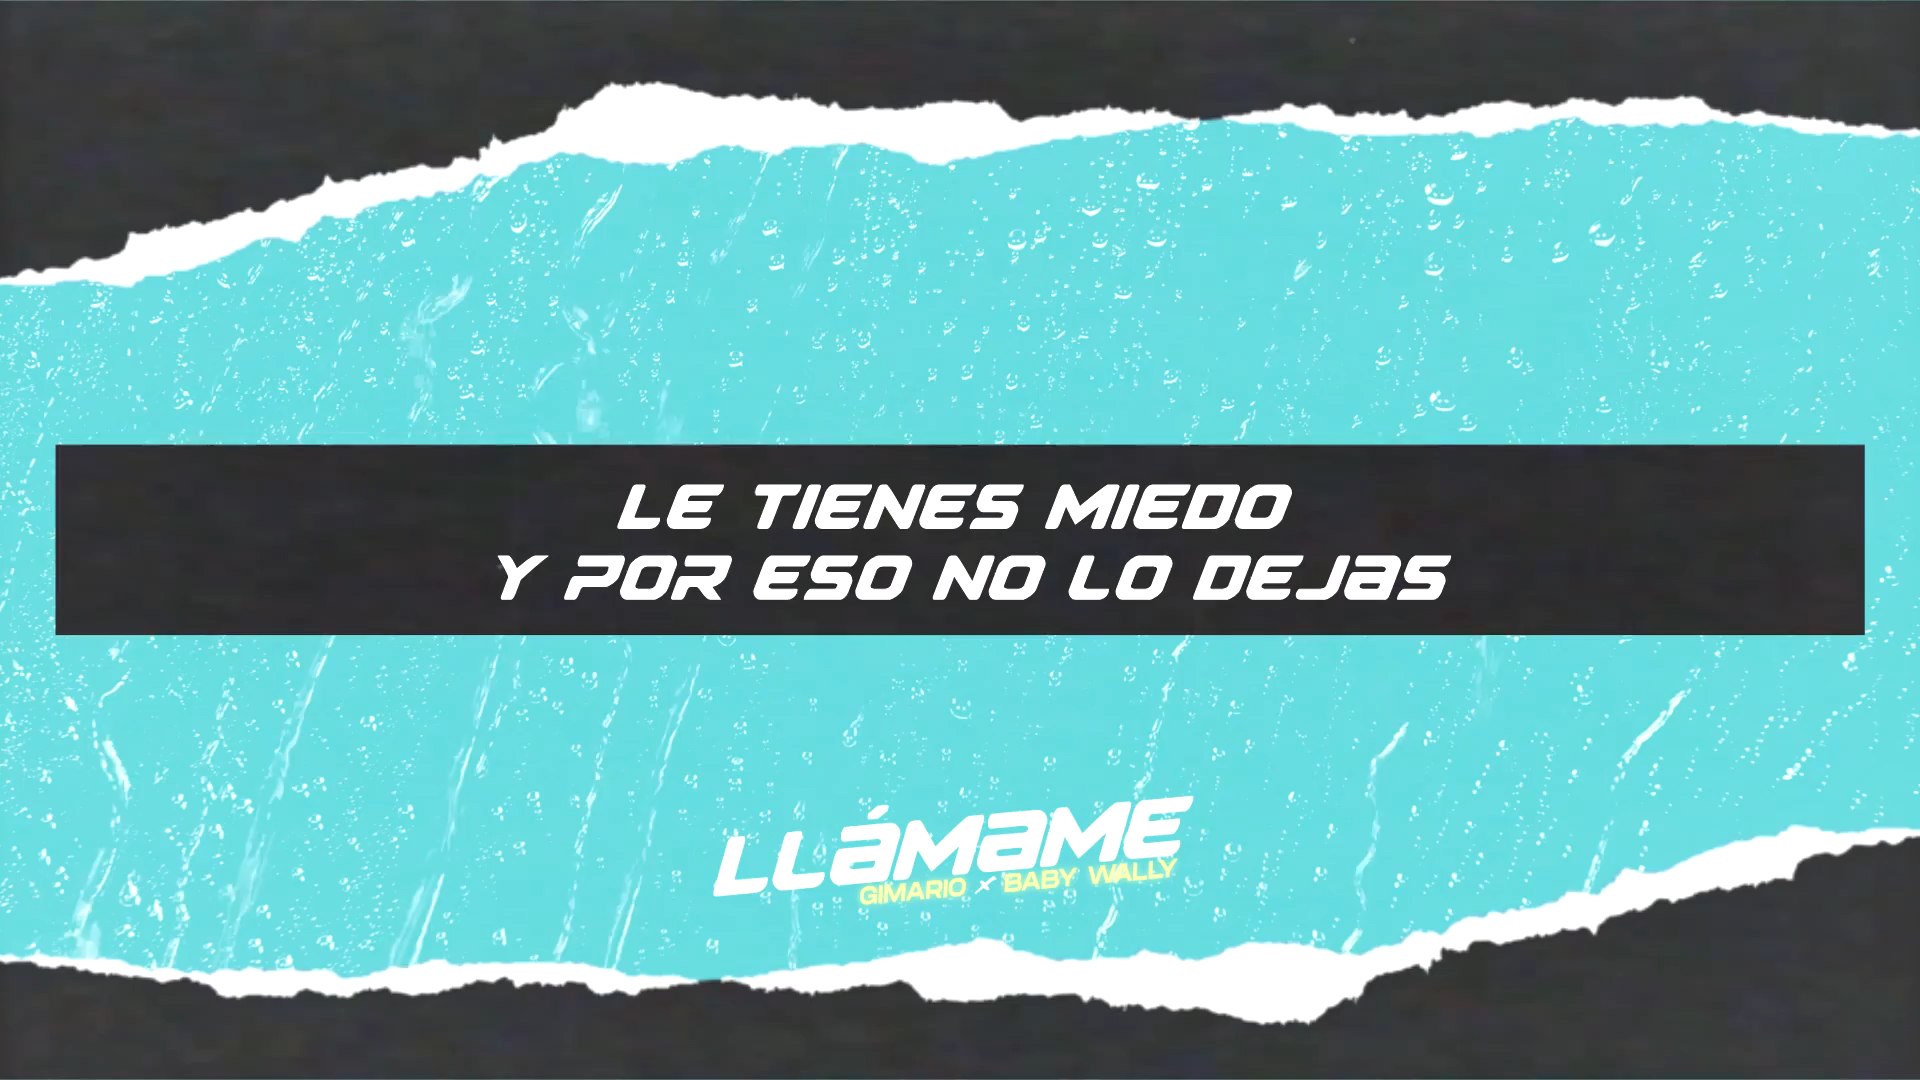 LE TIENES MIEDO
Y POR ESO NO LO DEJAS
LLÁMAME
GIMARIO x BABY WALLY